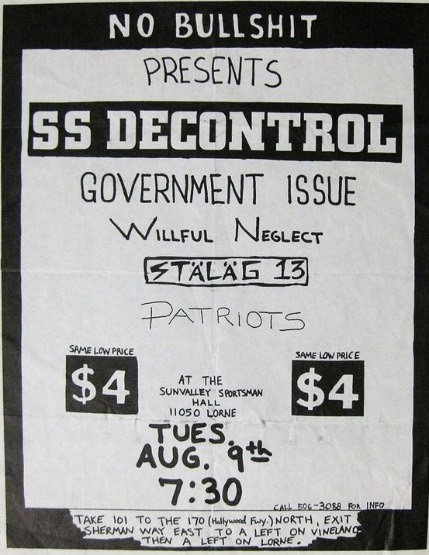 NO BULLSHIT
PRESENTS
SS DECONTROL
GOVERNMENT ISSUE
WILLFUL NEGLECT
STÄLÄG 13
PATRIOTS
SAME LOW PRICE
$4
SAME LOW PRICE
$4
AT THE
SUNVALLEY SPORTSMAN
HALL
11050 LORNE
TUES.
AUG. 9th
7:30
CALL 506-3088 FOR INFO
TAKE 101 TO THE 170 (Hollywood Fwy.) NORTH, EXIT
SHERMAN WAY EAST TO A LEFT ON VINELAND
THEN A LEFT ON LORNE.